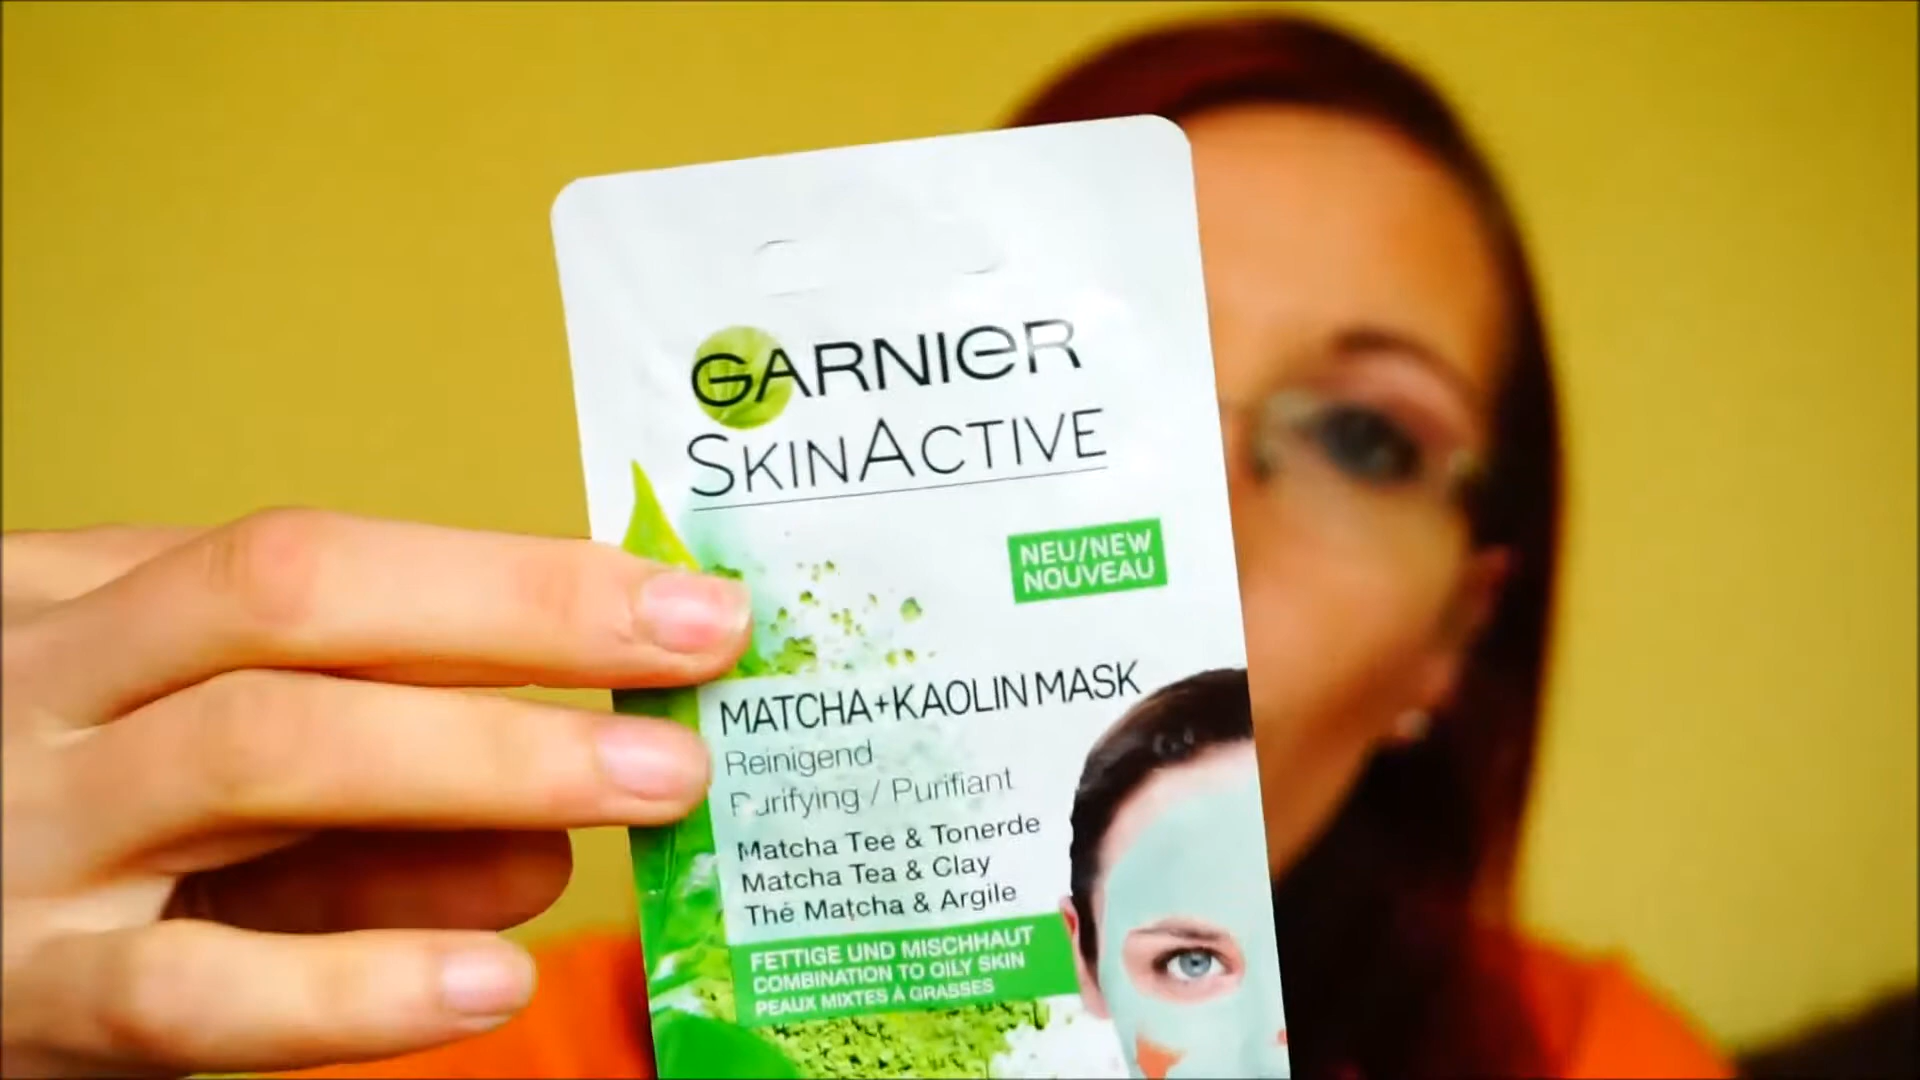 GARNIER
SKINACTIVE
NEU/NEW
NOUVEAU
MATCHA+KAOLIN MASK
Reinigend
Purifying / Purifiant
Matcha Tee & Tonerde
Matcha Tea & Clay
Thé Matcha & Argile
FETTIGE UND MISCHHAUT
COMBINATION TO OILY SKIN
PEAUX MIXTES À GRASSES